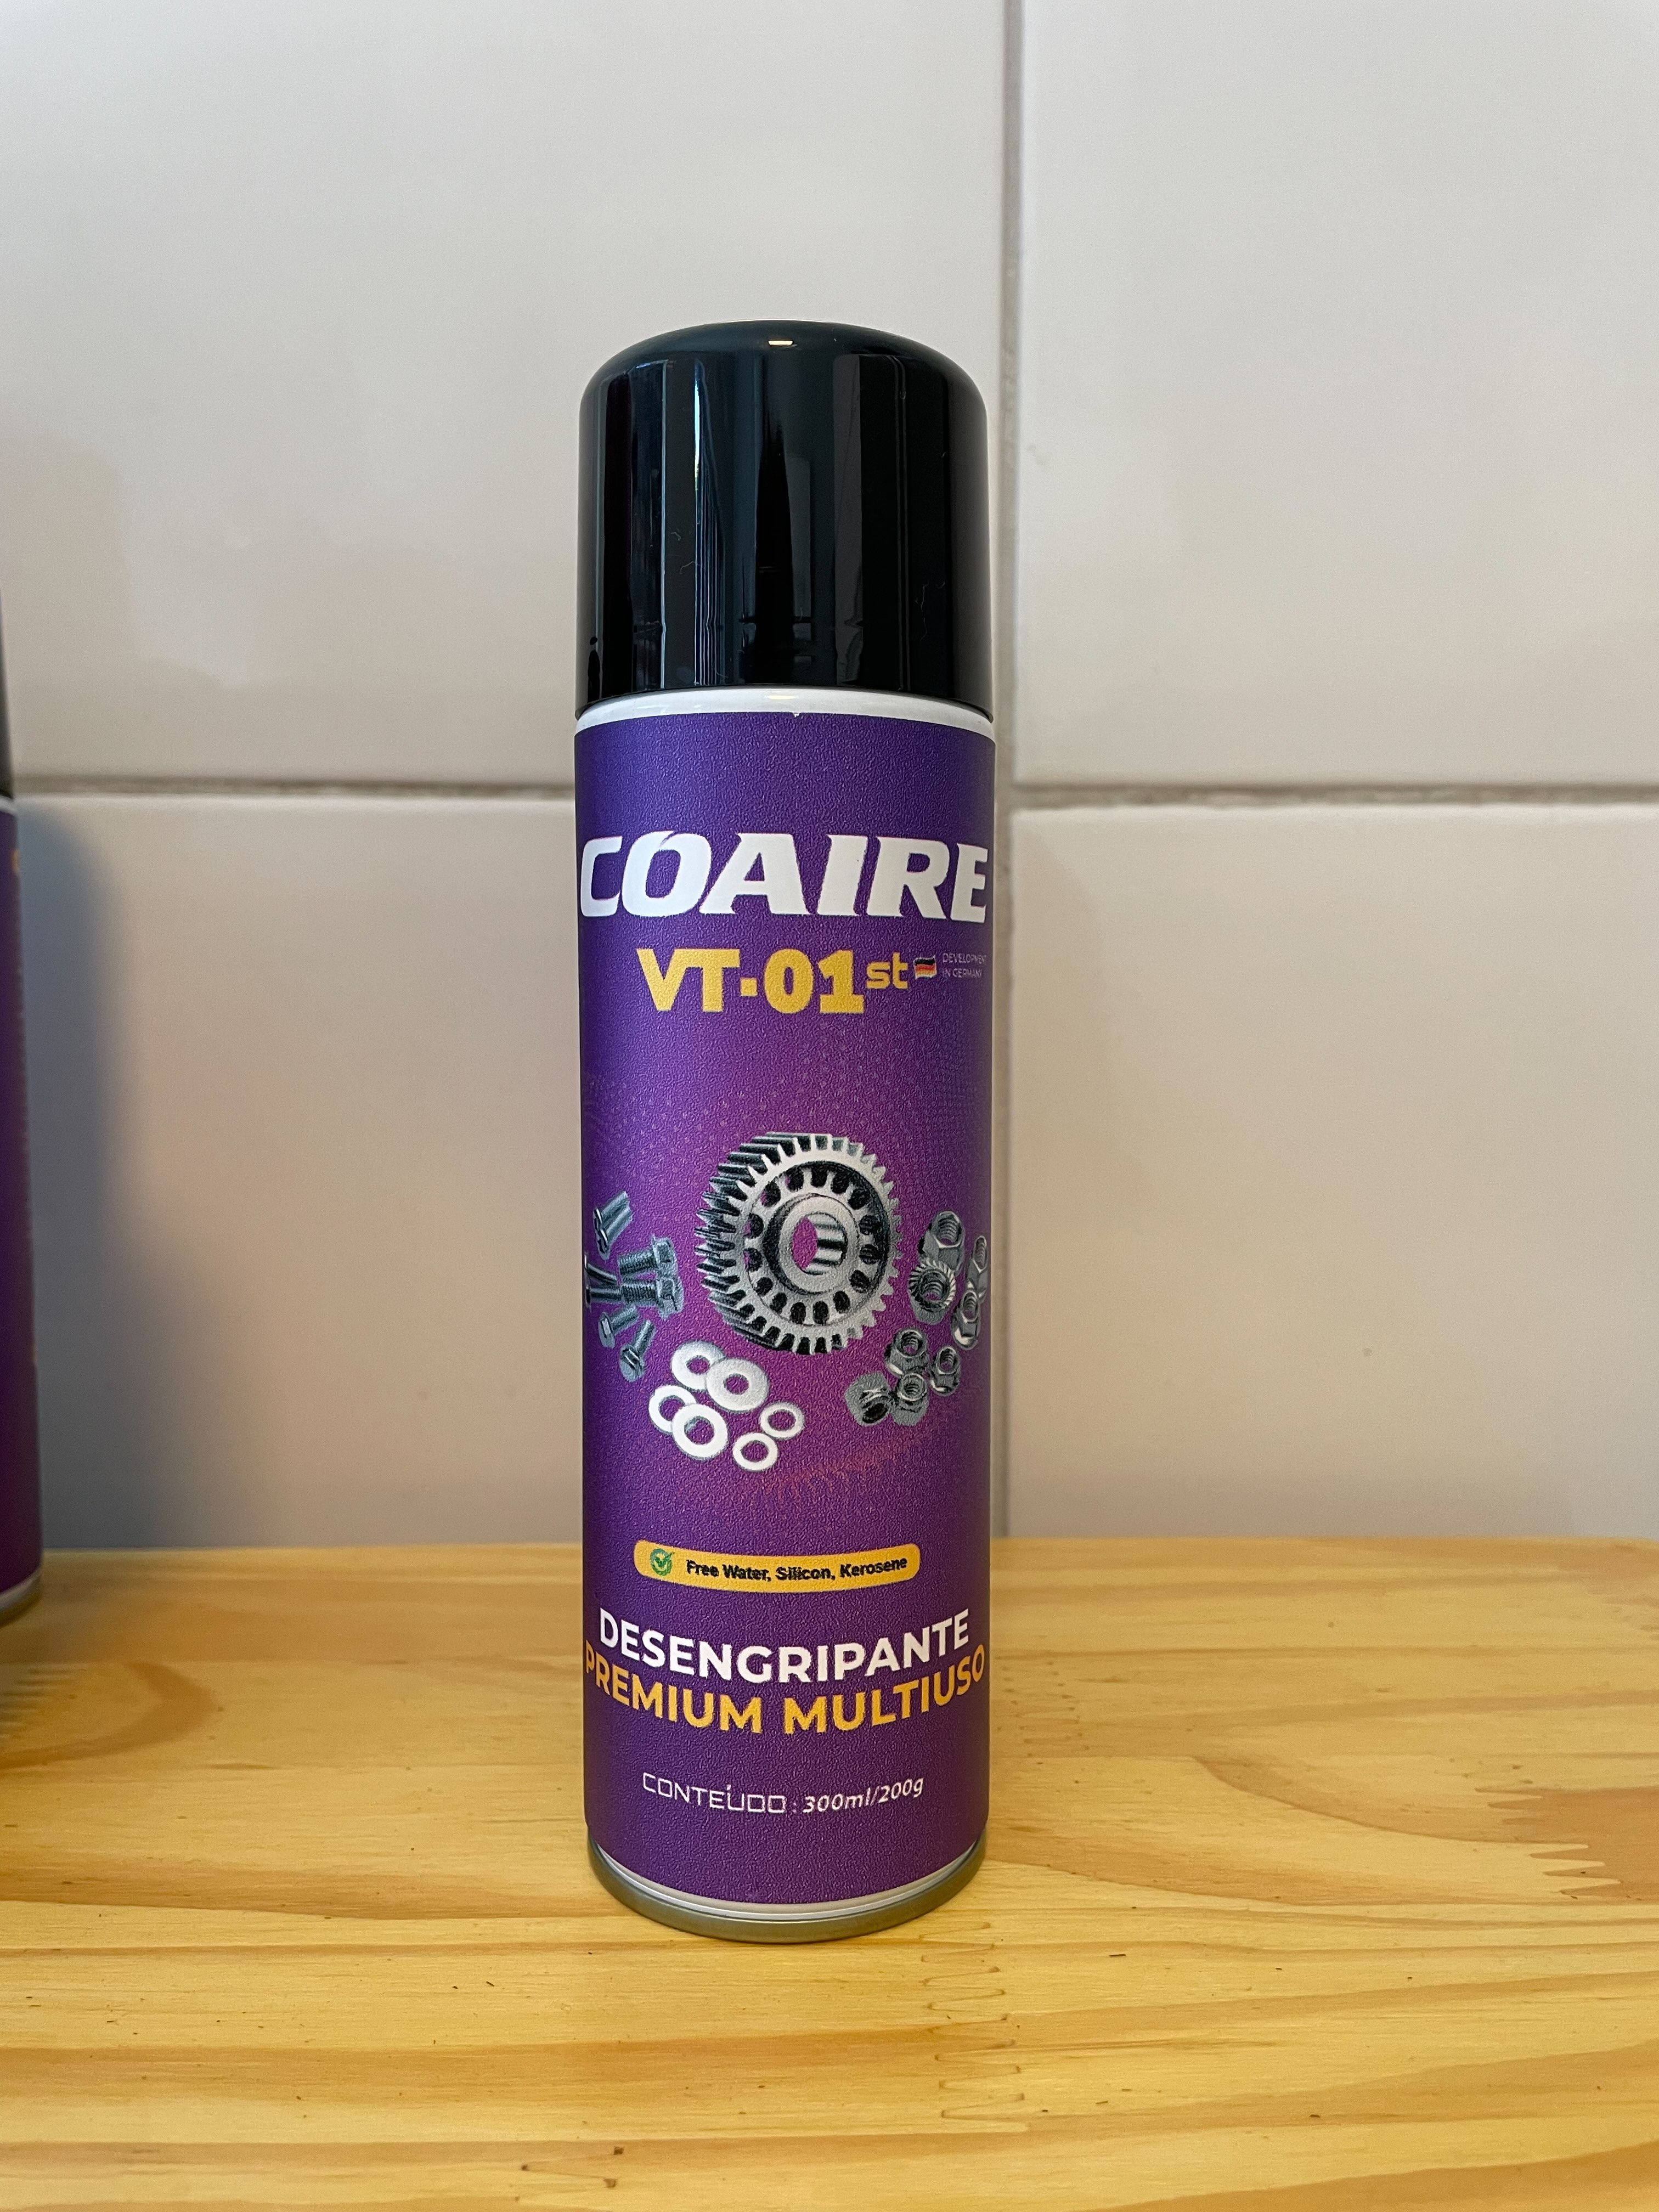 COAIRE
VT-01st
DEVELOPMENT
IN GERMANY
Free Water, Silicon, Kerosene
DESENGRIPANTE
PREMIUM MULTIUSO
CONTEÚDO: 300ml/200g